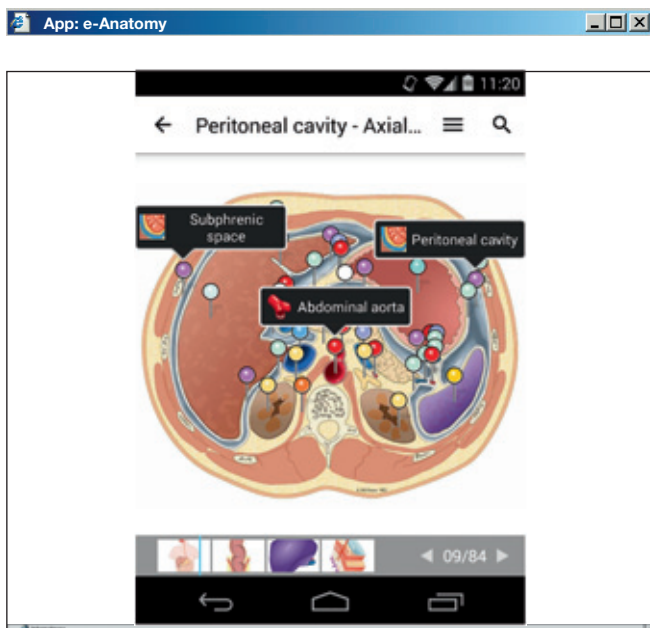 App: e-Anatomy
11:20
Peritoneal cavity - Axial...
Subphrenic
space
Peritoneal cavity
Abdominal aorta
09/84